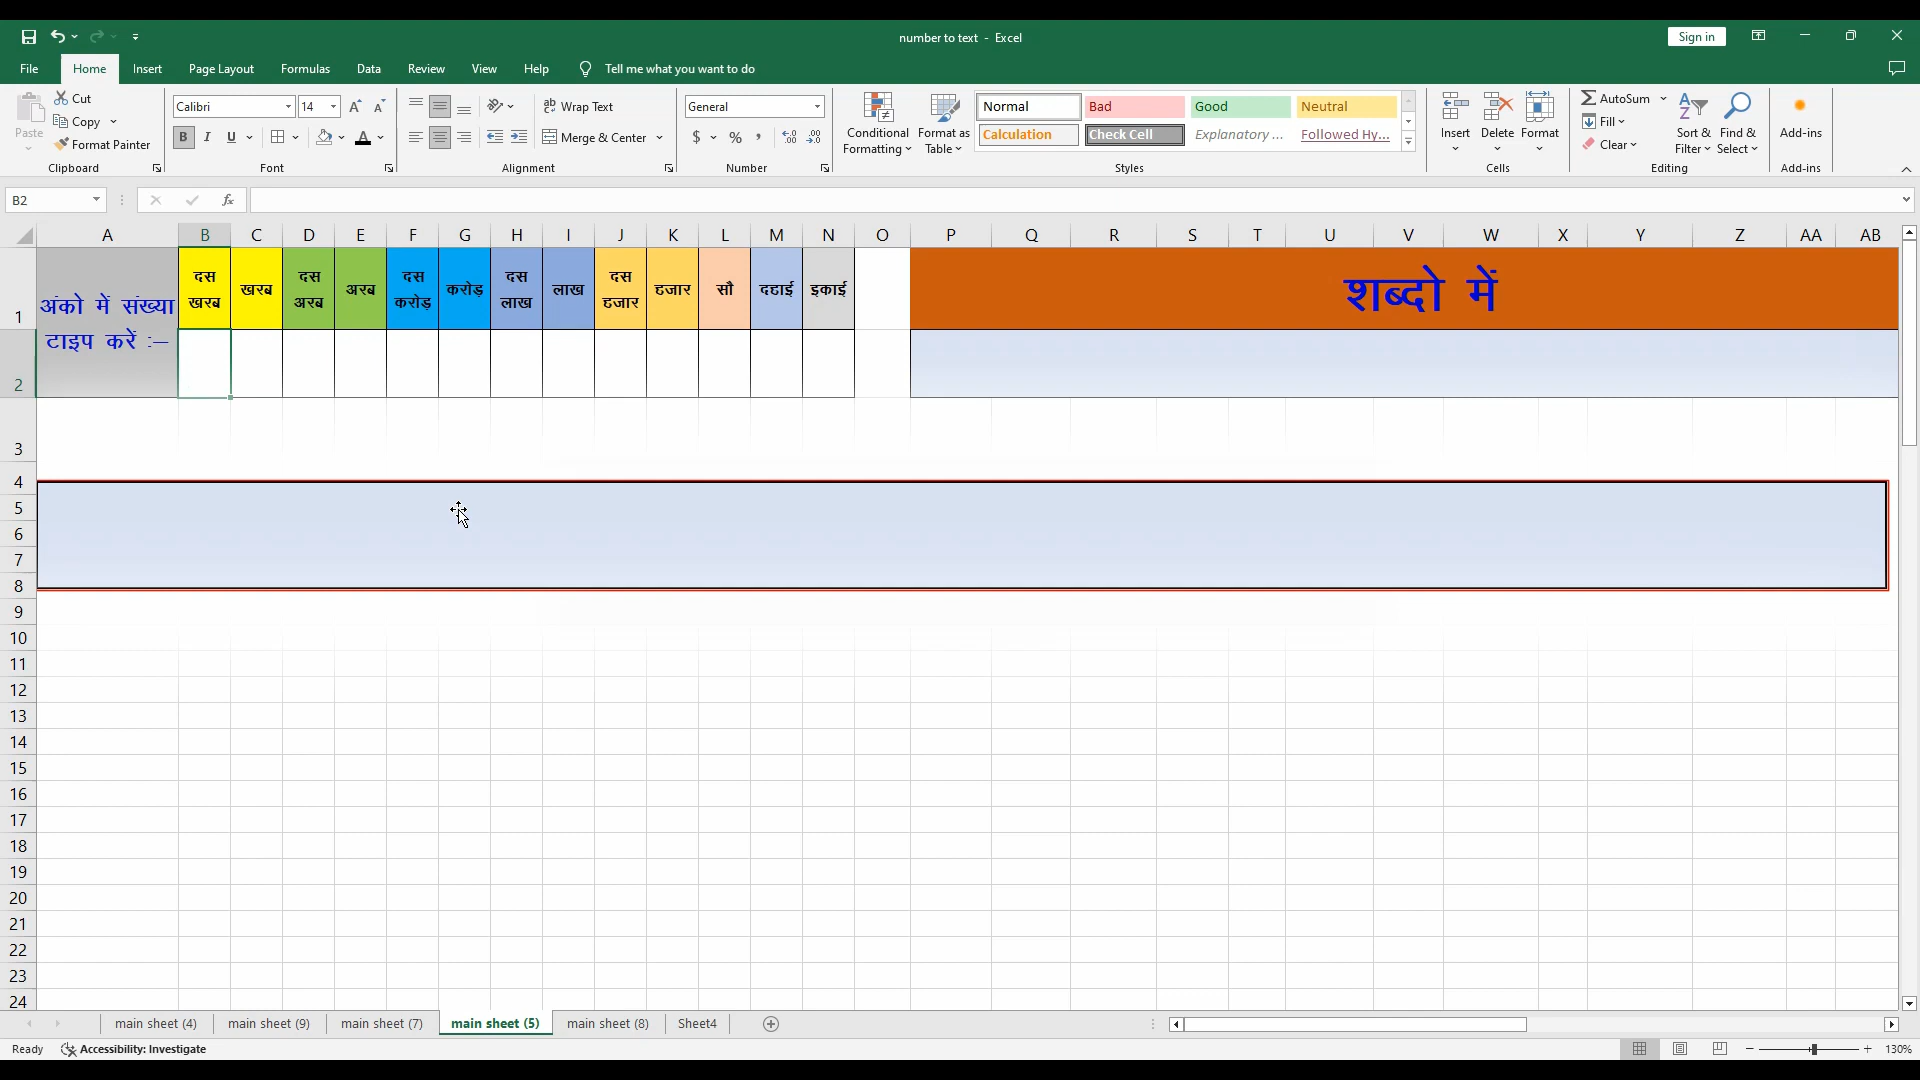 number to text - Excel
Sign in
File Home Insert Page Layout Formulas Data Review View Help Tell me what you want to do
Paste
Cut
Copy
Format Painter
Clipboard
Calibri 14
B I U
Font
Wrap Text
Merge & Center
Alignment
General
$ % ,
Number
Conditional
Formatting
Format as
Table
Normal Bad Good Neutral
Calculation Check Cell Explanatory ... Followed Hy...
Styles
Insert Delete Format
Cells
AutoSum
Fill
Clear
Sort &
Filter
Find &
Select
Editing
Add-ins
Add-ins
B2
fx
A B C D E F G H I J K L M N O P Q R S T U V W X Y Z AA AB
अंको में संख्या
टाइप करें :–
दस
खरब
खरब
दस
अरब
अरब
दस
करोड़
करोड़
दस
लाख
लाख
दस
हजार
हजार
सौ
दहाई
इकाई
शब्दो में
1
2
3
4
5
6
7
8
9
10
11
12
13
14
15
16
17
18
19
20
21
22
23
24
main sheet (4) main sheet (9) main sheet (7) main sheet (5) main sheet (8) Sheet4
Ready Accessibility: Investigate
130%